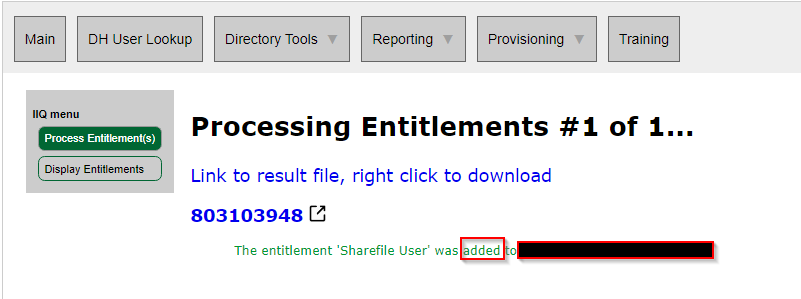 Main
DH User Lookup
Directory Tools ▼
Reporting ▼
Provisioning ▼
Training
IIQ menu
Process Entitlement(s)
Display Entitlements
Processing Entitlements #1 of 1...
Link to result file, right click to download
803103948
The entitlement 'Sharefile User' was added to